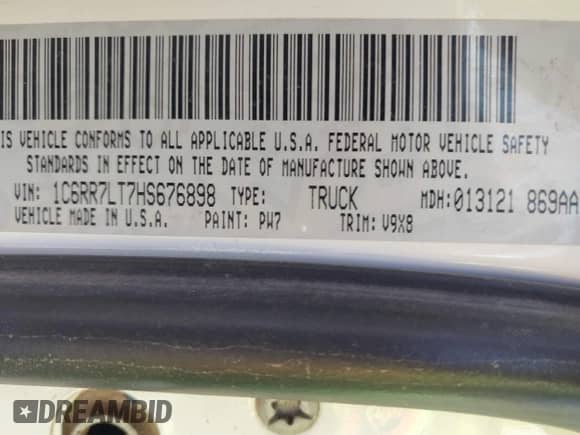 IS VEHICLE CONFORMS TO ALL APPLICABLE U.S.A. FEDERAL MOTOR VEHICLE SAFETY
STANDARDS IN EFFECT ON THE DATE OF MANUFACTURE SHOWN ABOVE.
VIN: 1C6RR7LT7HS676898 TYPE: TRUCK MDH: 013121 869AA
VEHICLE MADE IN U.S.A. PAINT: PW7 TRIM: V9X8
DREAMBID